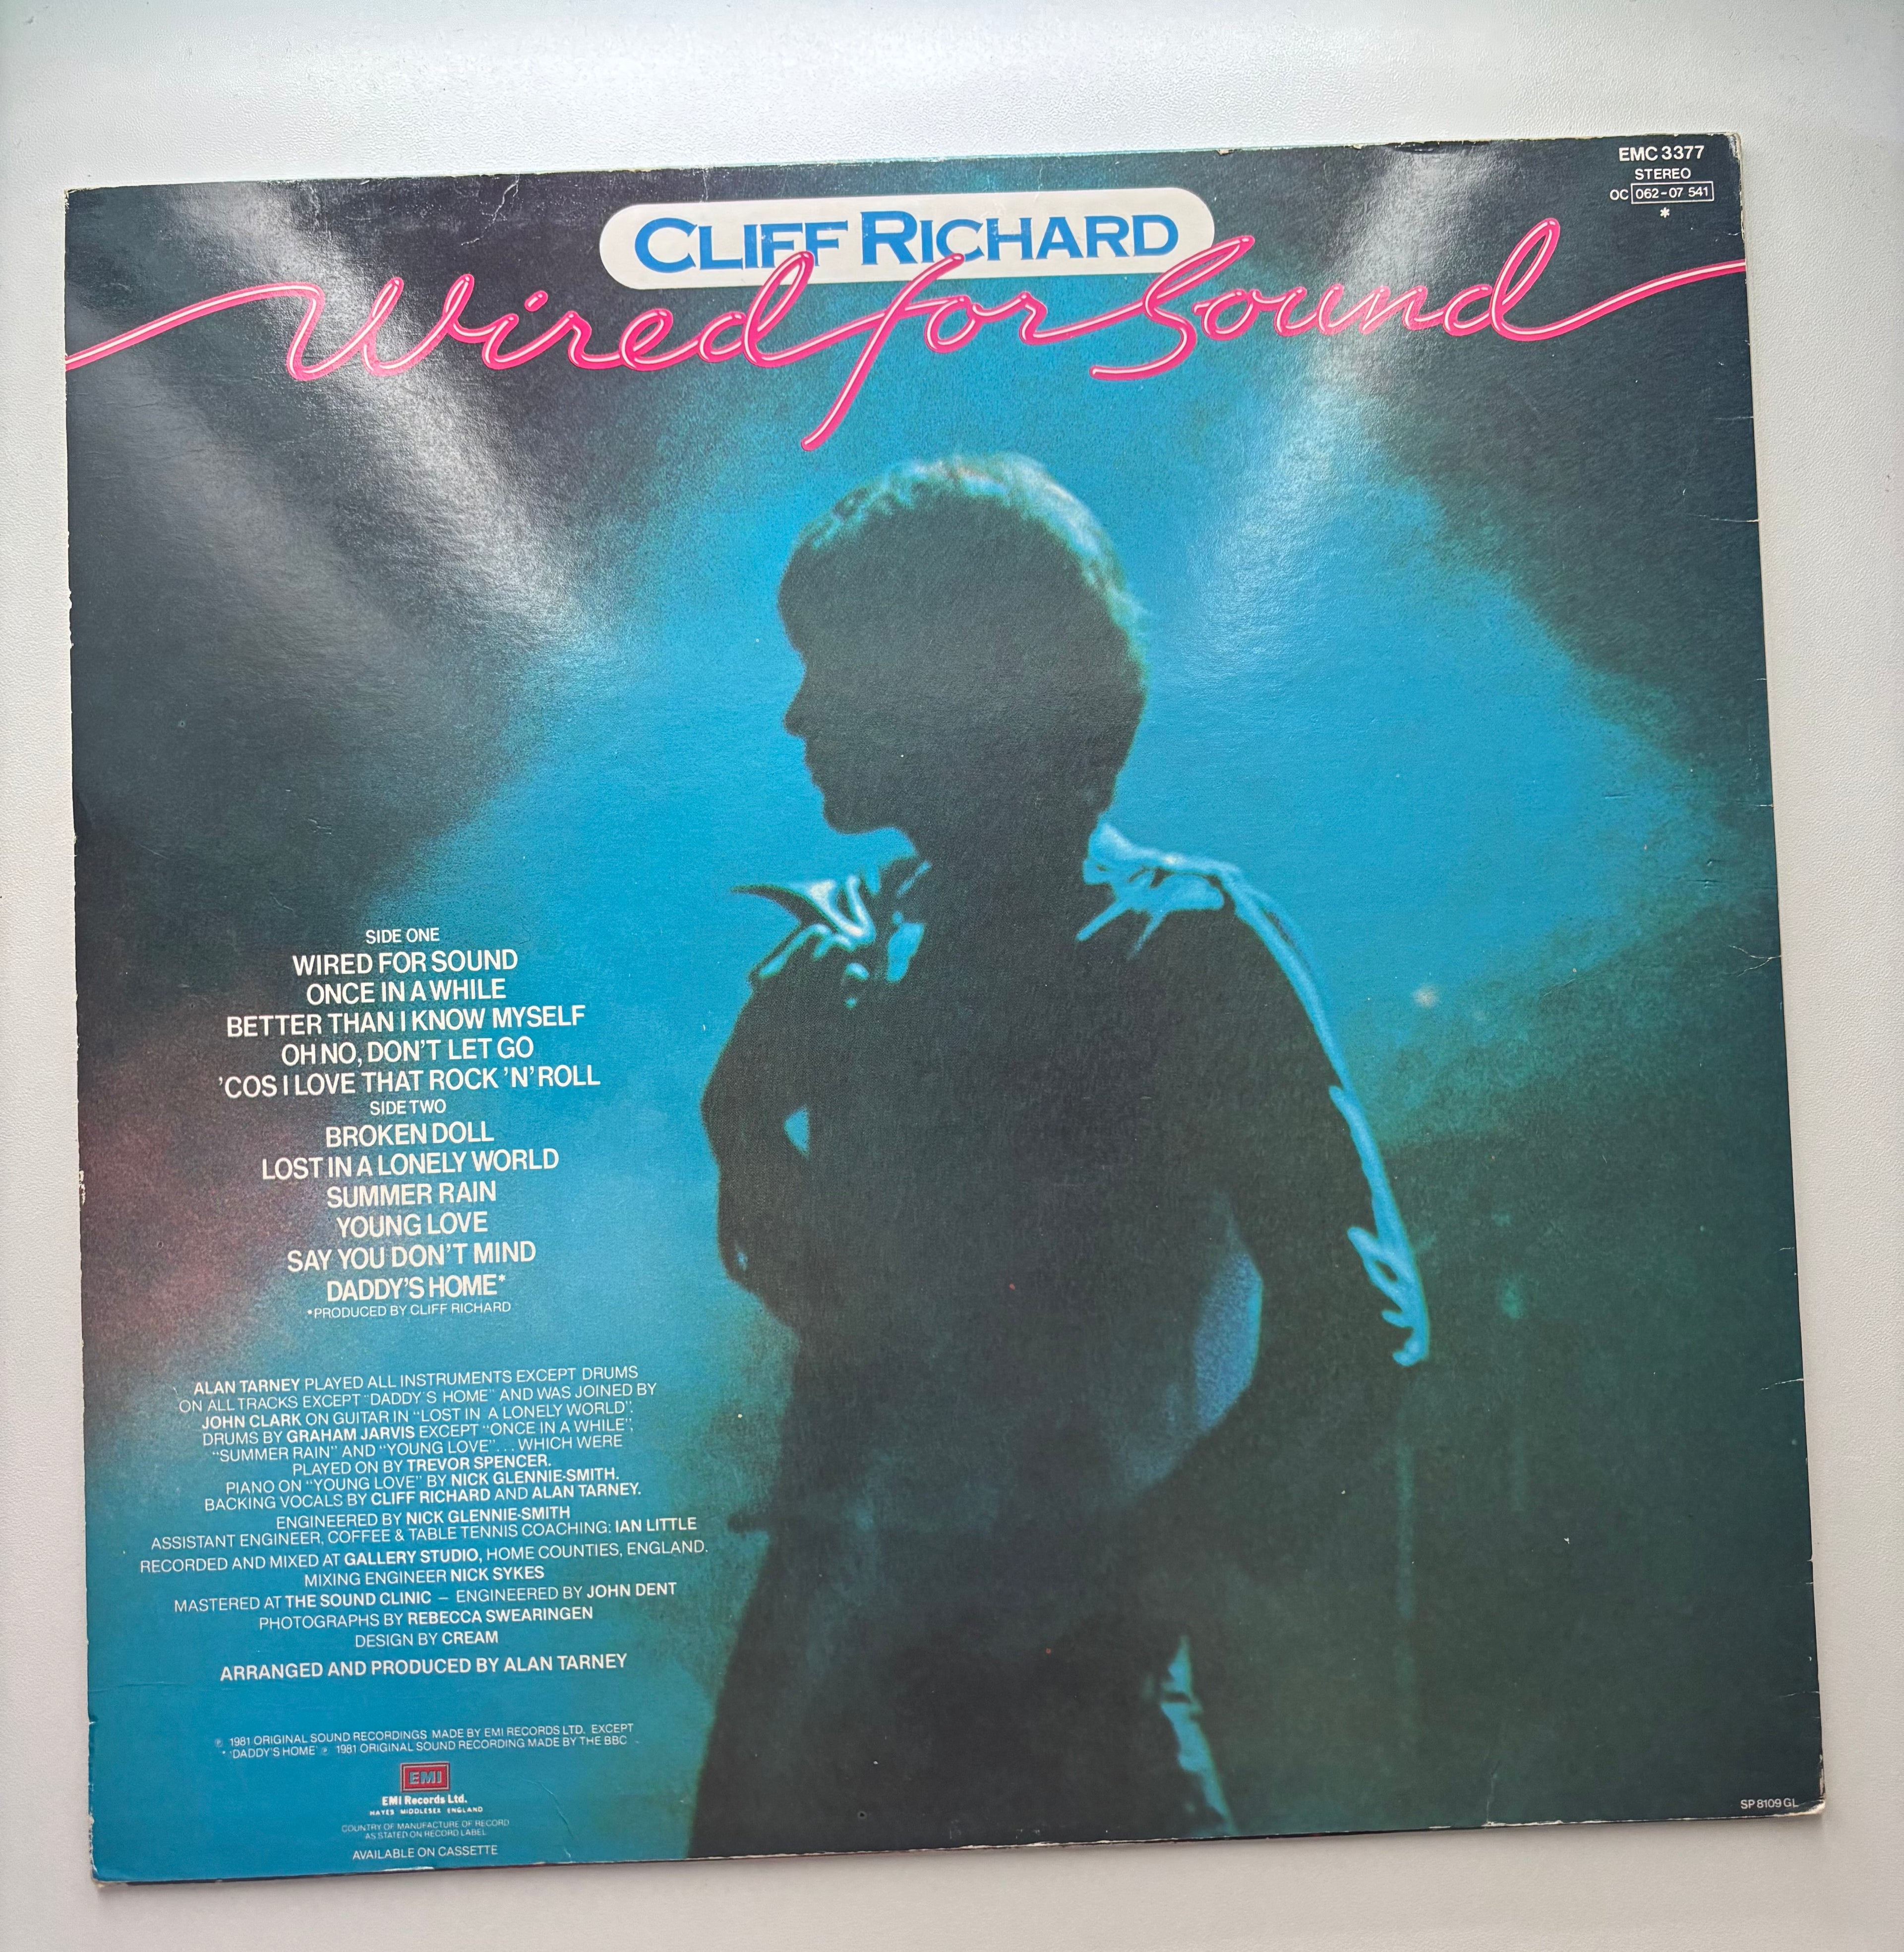 EMC 3377
STEREO
OC 062-07 541
*
CLIFF RICHARD
Wired for Sound
SIDE ONE
WIRED FOR SOUND
ONCE IN A WHILE
BETTER THAN I KNOW MYSELF
OH NO, DON'T LET GO
'COS I LOVE THAT ROCK 'N' ROLL
SIDE TWO
BROKEN DOLL
LOST IN A LONELY WORLD
SUMMER RAIN
YOUNG LOVE
SAY YOU DON'T MIND
DADDY'S HOME*
*PRODUCED BY CLIFF RICHARD
ALAN TARNEY PLAYED ALL INSTRUMENTS EXCEPT DRUMS
ON ALL TRACKS EXCEPT "DADDY'S HOME" AND WAS JOINED BY
JOHN CLARK ON GUITAR IN "LOST IN A LONELY WORLD".
DRUMS BY GRAHAM JARVIS EXCEPT "ONCE IN A WHILE",
"SUMMER RAIN" AND "YOUNG LOVE"... WHICH WERE
PLAYED ON BY TREVOR SPENCER.
PIANO ON "YOUNG LOVE" BY NICK GLENNIE-SMITH.
BACKING VOCALS BY CLIFF RICHARD AND ALAN TARNEY.
ENGINEERED BY NICK GLENNIE-SMITH
ASSISTANT ENGINEER, COFFEE & TABLE TENNIS COACHING: IAN LITTLE
RECORDED AND MIXED AT GALLERY STUDIO, HOME COUNTIES, ENGLAND.
MIXING ENGINEER NICK SYKES
MASTERED AT THE SOUND CLINIC – ENGINEERED BY JOHN DENT
PHOTOGRAPHS BY REBECCA SWEARINGEN
DESIGN BY CREAM
ARRANGED AND PRODUCED BY ALAN TARNEY
℗ 1981 ORIGINAL SOUND RECORDINGS MADE BY EMI RECORDS LTD. EXCEPT
* 'DADDY'S HOME' ℗ 1981 ORIGINAL SOUND RECORDING MADE BY THE BBC
EMI
EMI Records Ltd.
HAYES MIDDLESEX ENGLAND
COUNTRY OF MANUFACTURE OF RECORD
AS STATED ON RECORD LABEL
AVAILABLE ON CASSETTE
SP 8109 GL